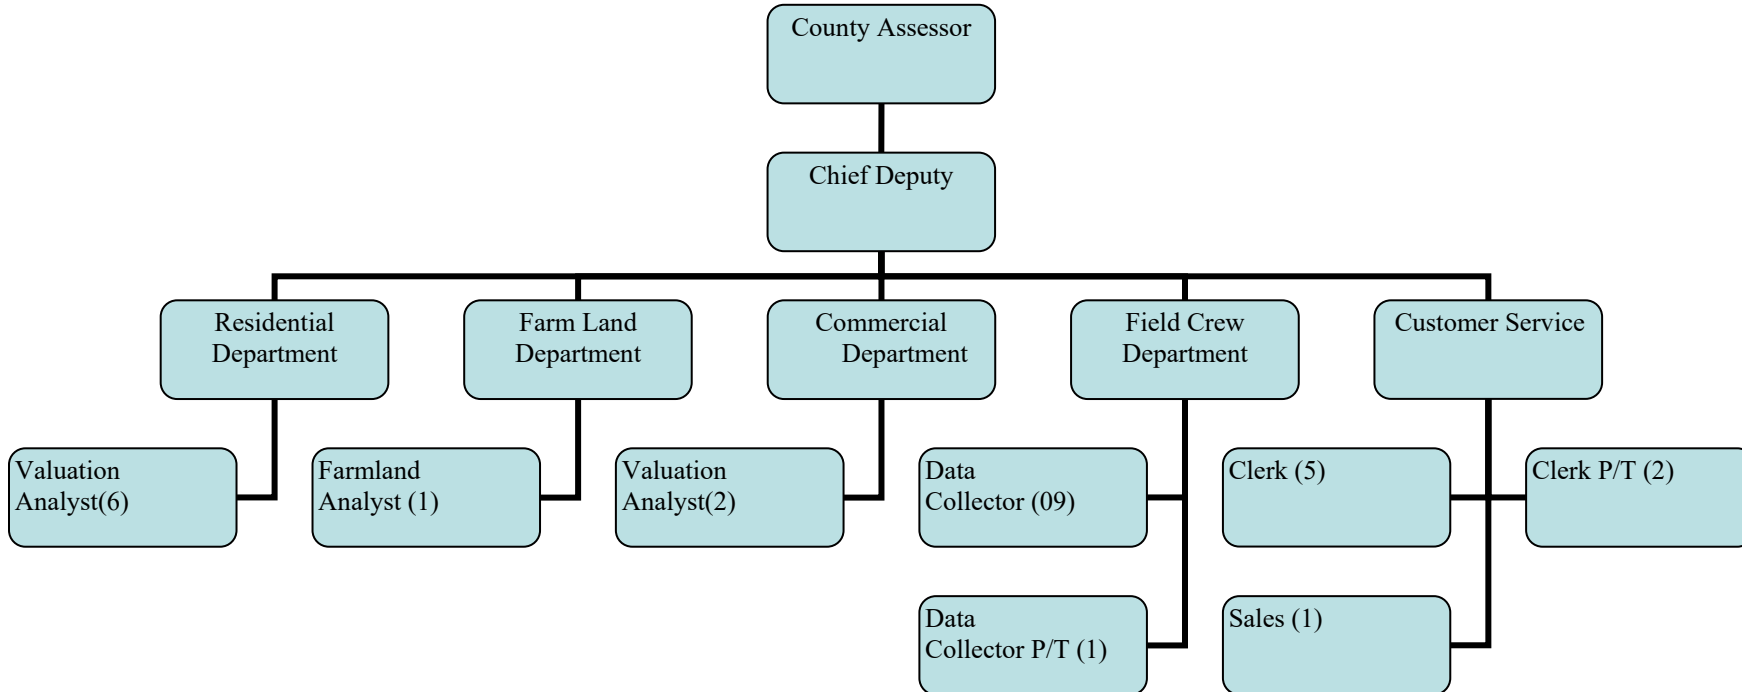 County Assessor
Chief Deputy
Residential
Department
Farm Land
Department
Commercial
Department
Field Crew
Department
Customer Service
Valuation
Analyst(6)
Farmland
Analyst (1)
Valuation
Analyst(2)
Data
Collector (09)
Clerk (5)
Clerk P/T (2)
Data
Collector P/T (1)
Sales (1)